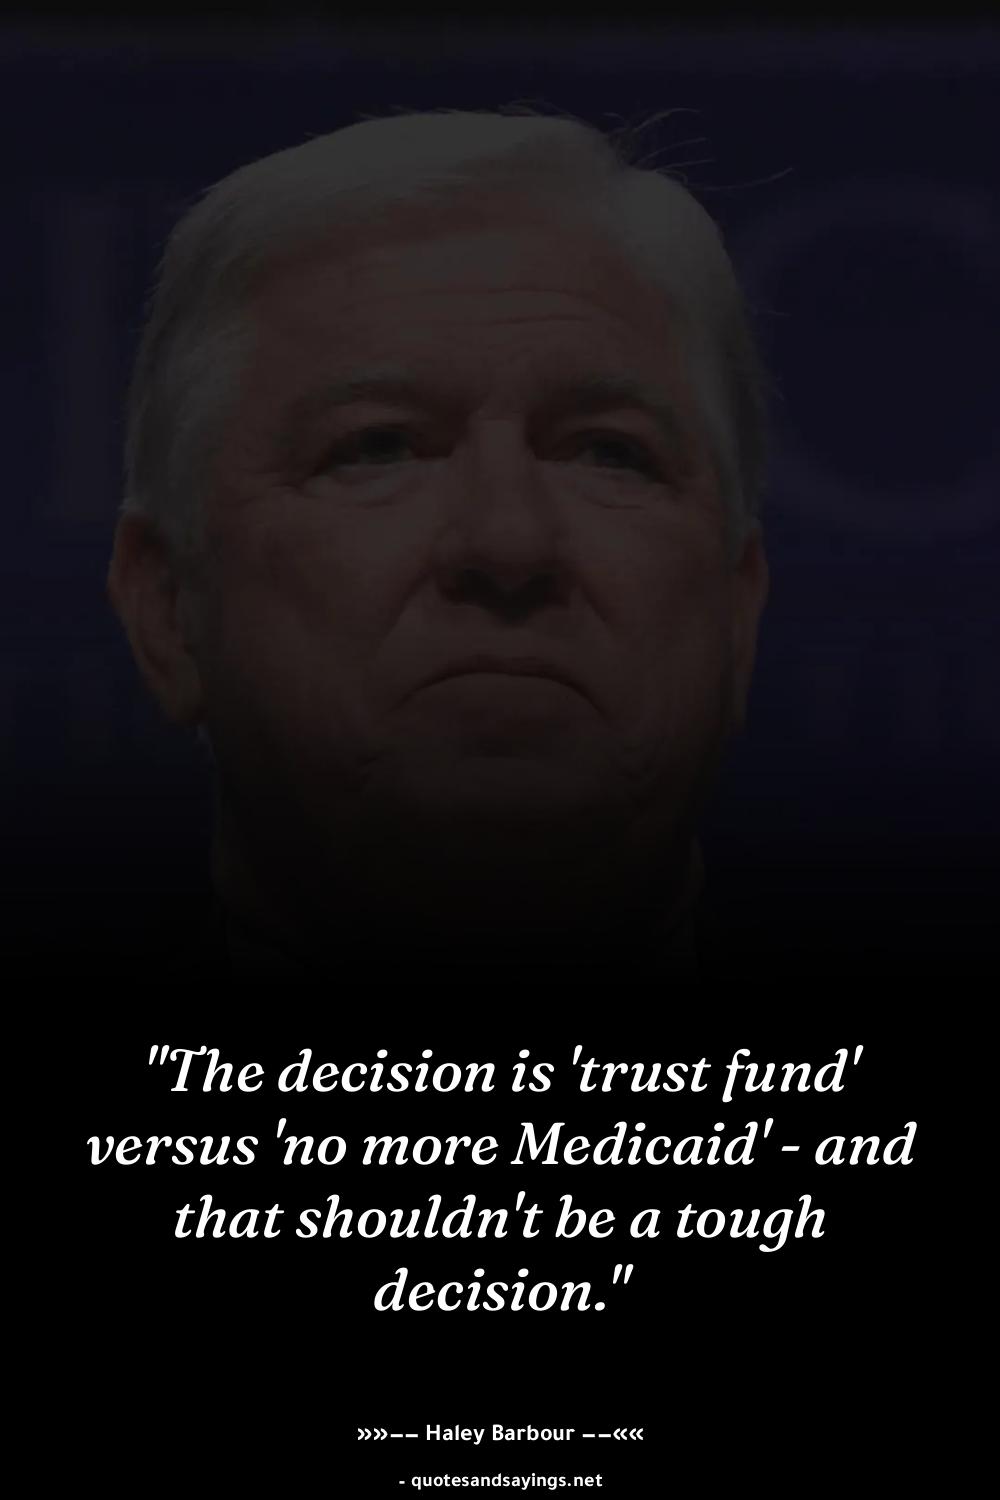 "The decision is 'trust fund'
versus 'no more Medicaid' - and
that shouldn't be a tough
decision."
»»−− Haley Barbour −−««
- quotesandsayings.net